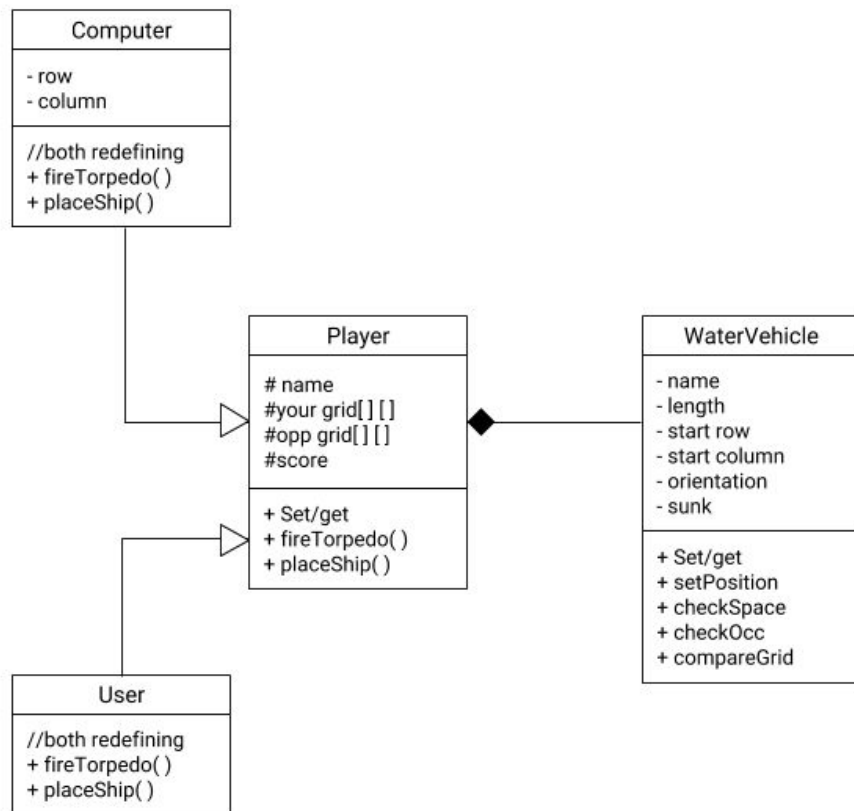 Computer
- row
- column
//both redefining
+ fireTorpedo( )
+ placeShip( )
Player
# name
#your grid[ ] [ ]
#opp grid[ ] [ ]
#score
+ Set/get
+ fireTorpedo( )
+ placeShip( )
WaterVehicle
- name
- length
- start row
- start column
- orientation
- sunk
+ Set/get
+ setPosition
+ checkSpace
+ checkOcc
+ compareGrid
User
//both redefining
+ fireTorpedo( )
+ placeShip( )